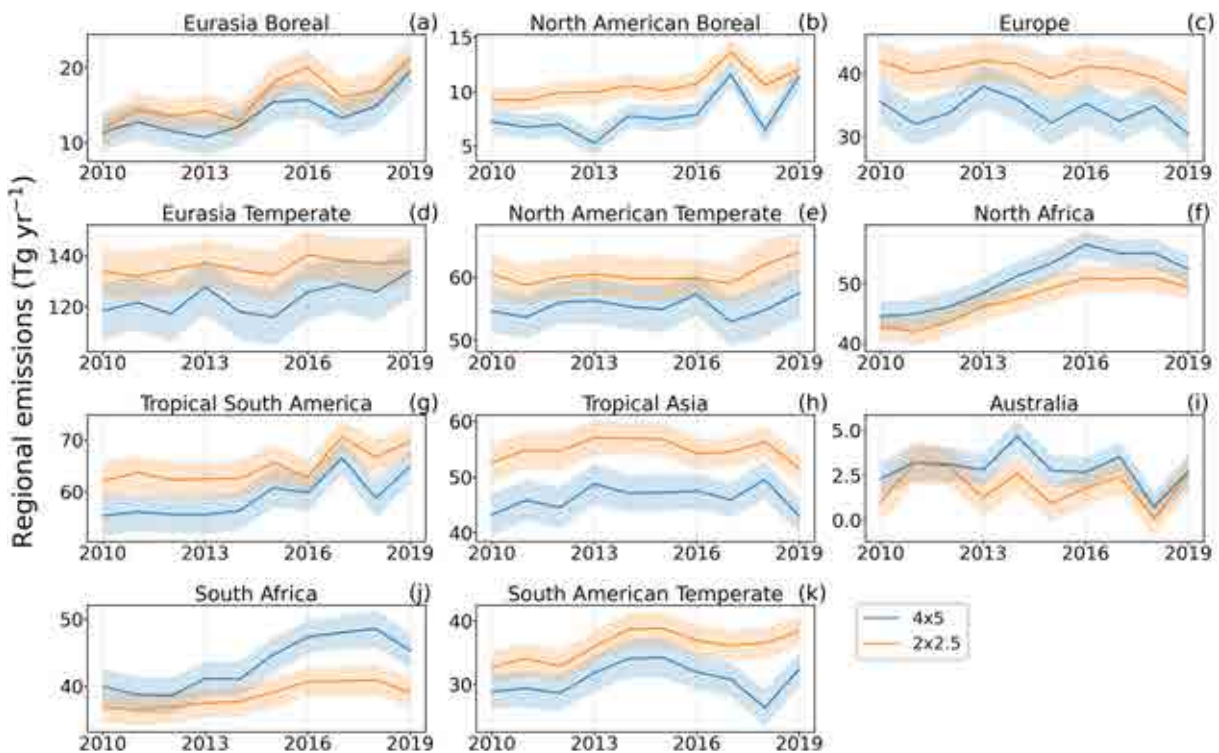 Eurasia Boreal (a)
North American Boreal (b)
Europe (c)
20
10
15
10
5
40
30
2010 2013 2016 2019
2010 2013 2016 2019
2010 2013 2016 2019
Eurasia Temperate (d)
North American Temperate (e)
North Africa (f)
140
120
60
50
50
40
2010 2013 2016 2019
2010 2013 2016 2019
2010 2013 2016 2019
Regional emissions (Tg yr⁻¹)
Tropical South America (g)
Tropical Asia (h)
Australia (i)
70
60
60
50
40
5.0
2.5
0.0
2010 2013 2016 2019
2010 2013 2016 2019
2010 2013 2016 2019
South Africa (j)
South American Temperate (k)
50
40
40
30
4x5
2x2.5
2010 2013 2016 2019
2010 2013 2016 2019